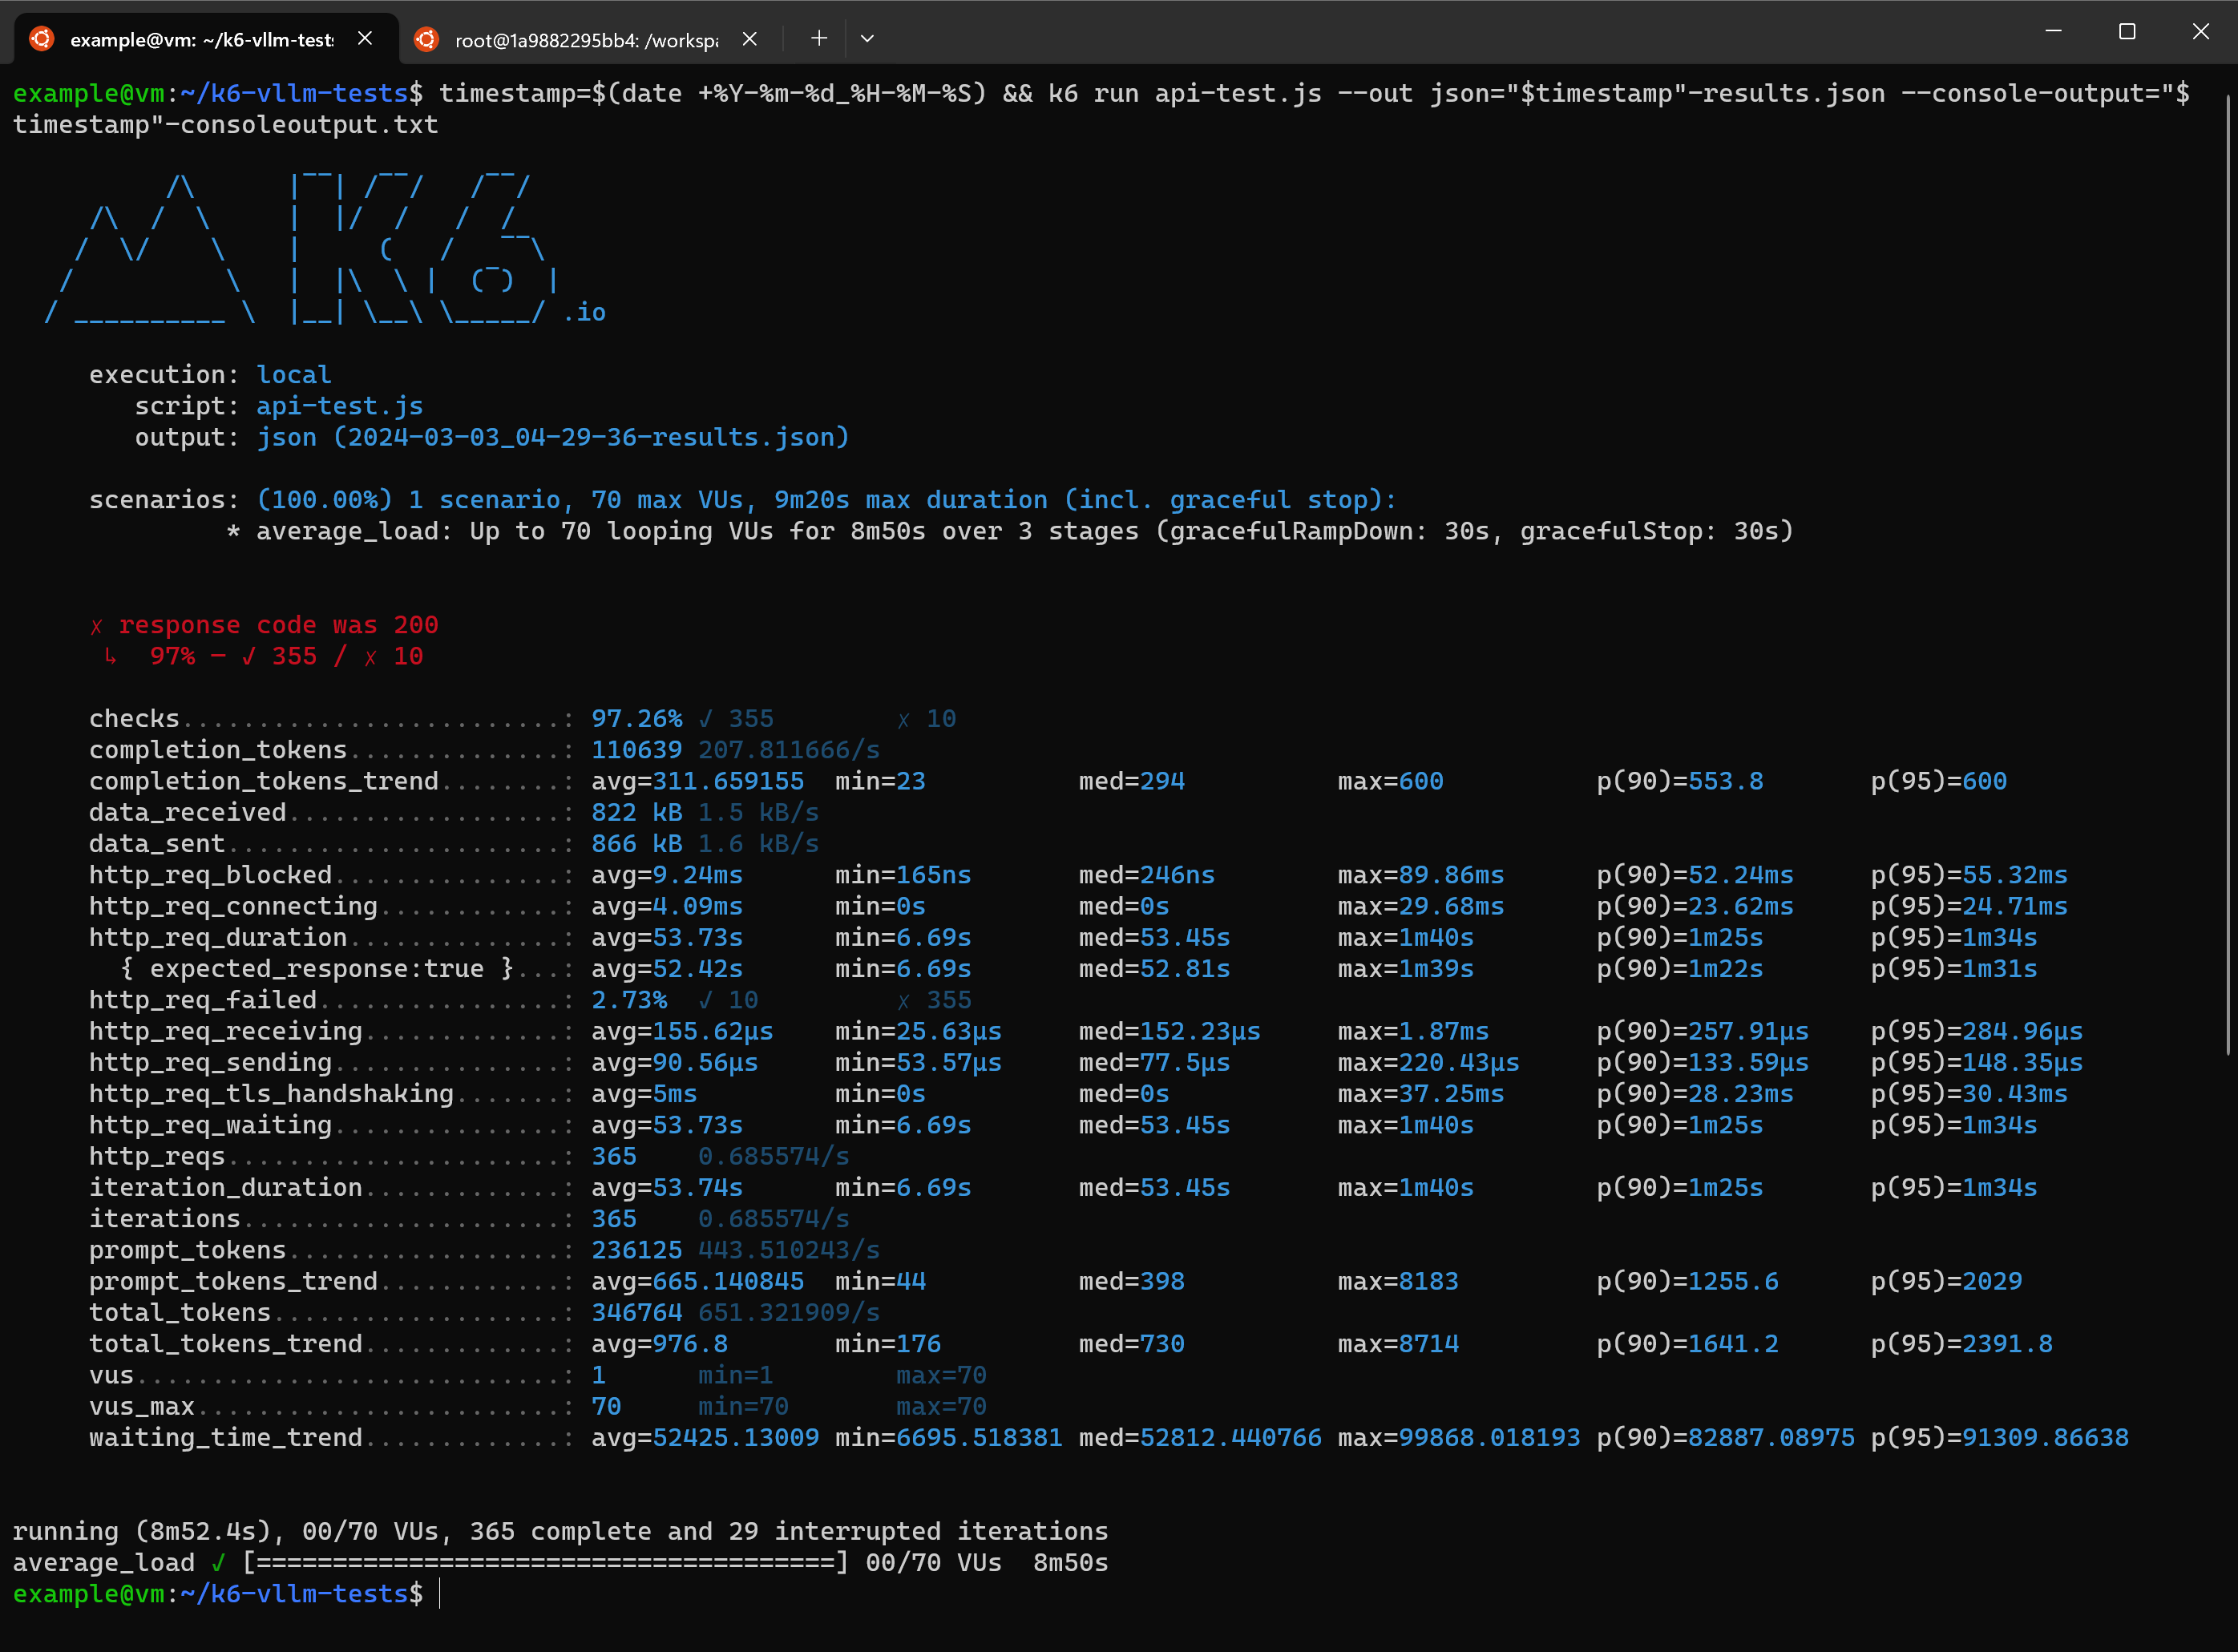 example@vm: ~/k6-vllm-test
root@1a9882295bb4: /workspa
example@vm:~/k6-vllm-tests$ timestamp=$(date +%Y-%m-%d_%H-%M-%S) && k6 run api-test.js --out json="$timestamp"-results.json --console-output="$
timestamp"-consoleoutput.txt
          /\      |‾‾| /‾‾/   /‾‾/
     /\  /  \     |  |/  /   /  /
    /  \/    \    |     (   /   ‾‾\
   /          \   |  |\  \ |  (‾)  |
  / __________ \  |__| \__\ \_____/ .io
execution: local
script: api-test.js
output: json (2024-03-03_04-29-36-results.json)
scenarios: (100.00%) 1 scenario, 70 max VUs, 9m20s max duration (incl. graceful stop):
* average_load: Up to 70 looping VUs for 8m50s over 3 stages (gracefulRampDown: 30s, gracefulStop: 30s)
✗ response code was 200
↳  97% — ✓ 355 / ✗ 10
checks.........................: 97.26% ✓ 355        ✗ 10
completion_tokens..............: 110639 207.811666/s
completion_tokens_trend........: avg=311.659155  min=23          med=294          max=600          p(90)=553.8       p(95)=600
data_received..................: 822 kB 1.5 kB/s
data_sent......................: 866 kB 1.6 kB/s
http_req_blocked...............: avg=9.24ms      min=165ns       med=246ns        max=89.86ms      p(90)=52.24ms     p(95)=55.32ms
http_req_connecting............: avg=4.09ms      min=0s          med=0s           max=29.68ms      p(90)=23.62ms     p(95)=24.71ms
http_req_duration..............: avg=53.73s      min=6.69s       med=53.45s       max=1m40s        p(90)=1m25s       p(95)=1m34s
{ expected_response:true }...: avg=52.42s      min=6.69s       med=52.81s       max=1m39s        p(90)=1m22s       p(95)=1m31s
http_req_failed................: 2.73%  ✓ 10         ✗ 355
http_req_receiving.............: avg=155.62µs    min=25.63µs     med=152.23µs     max=1.87ms       p(90)=257.91µs    p(95)=284.96µs
http_req_sending...............: avg=90.56µs     min=53.57µs     med=77.5µs       max=220.43µs     p(90)=133.59µs    p(95)=148.35µs
http_req_tls_handshaking.......: avg=5ms         min=0s          med=0s           max=37.25ms      p(90)=28.23ms     p(95)=30.43ms
http_req_waiting...............: avg=53.73s      min=6.69s       med=53.45s       max=1m40s        p(90)=1m25s       p(95)=1m34s
http_reqs......................: 365    0.685574/s
iteration_duration.............: avg=53.74s      min=6.69s       med=53.45s       max=1m40s        p(90)=1m25s       p(95)=1m34s
iterations.....................: 365    0.685574/s
prompt_tokens..................: 236125 443.510243/s
prompt_tokens_trend............: avg=665.140845  min=44          med=398          max=8183         p(90)=1255.6      p(95)=2029
total_tokens...................: 346764 651.321909/s
total_tokens_trend.............: avg=976.8       min=176         med=730          max=8714         p(90)=1641.2      p(95)=2391.8
vus............................: 1      min=1        max=70
vus_max........................: 70     min=70       max=70
waiting_time_trend.............: avg=52425.13009 min=6695.518381 med=52812.440766 max=99868.018193 p(90)=82887.08975 p(95)=91309.86638
running (8m52.4s), 00/70 VUs, 365 complete and 29 interrupted iterations
average_load ✓ [======================================] 00/70 VUs  8m50s
example@vm:~/k6-vllm-tests$